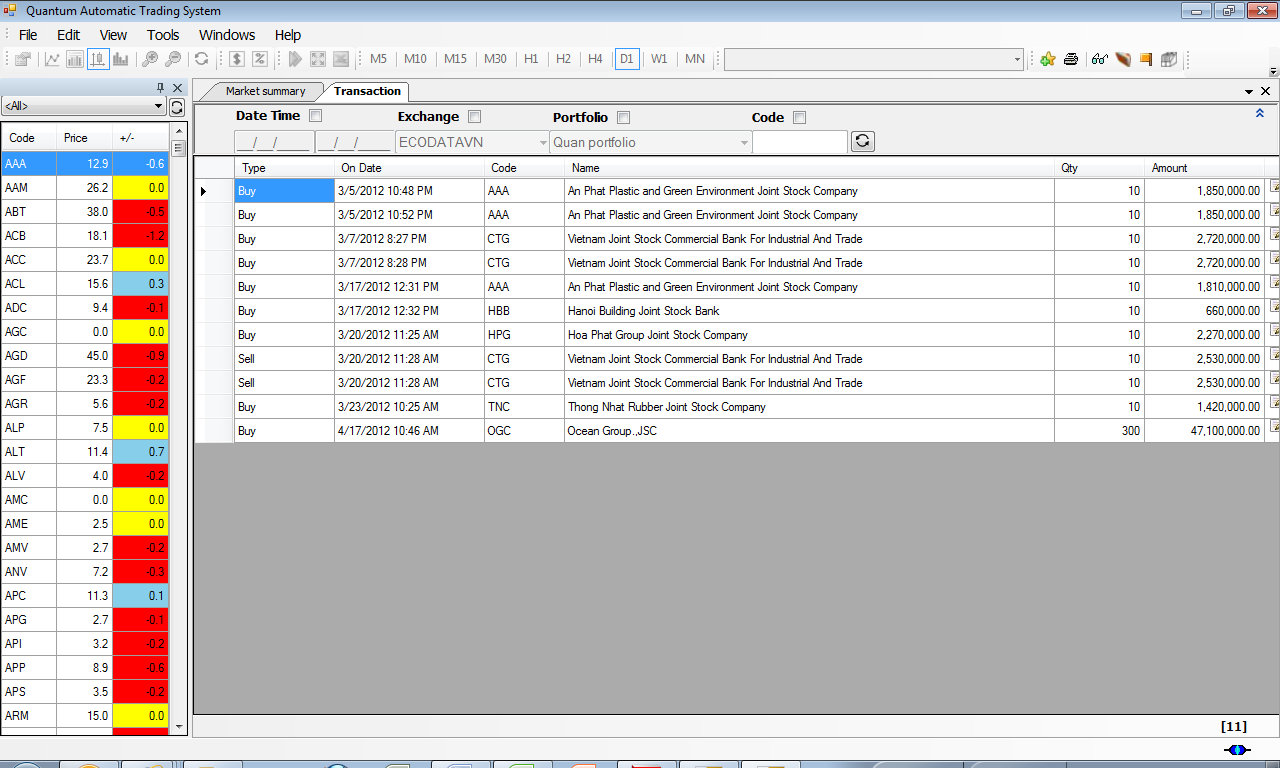 Quantum Automatic Trading System
File Edit View Tools Windows Help
M5 M10 M15 M30 H1 H2 H4 D1 W1 MN
Market summary Transaction
<All>
Date Time Exchange Portfolio Code
__/__/____ __/__/____ ECODATAVN Quan portfolio
Code Price +/-
AAA 12.9 -0.6
AAM 26.2 0.0
ABT 38.0 -0.5
ACB 18.1 -1.2
ACC 23.7 0.0
ACL 15.6 0.3
ADC 9.4 -0.1
AGC 0.0 0.0
AGD 45.0 -0.9
AGF 23.3 -0.2
AGR 5.6 -0.2
ALP 7.5 0.0
ALT 11.4 0.7
ALV 4.0 -0.2
AMC 0.0 0.0
AME 2.5 0.0
AMV 2.7 -0.2
ANV 7.2 -0.3
APC 11.3 0.1
APG 2.7 -0.1
API 3.2 -0.2
APP 8.9 -0.6
APS 3.5 -0.2
ARM 15.0 0.0
Type On Date Code Name Qty Amount
Buy 3/5/2012 10:48 PM AAA An Phat Plastic and Green Environment Joint Stock Company 10 1,850,000.00
Buy 3/5/2012 10:52 PM AAA An Phat Plastic and Green Environment Joint Stock Company 10 1,850,000.00
Buy 3/7/2012 8:27 PM CTG Vietnam Joint Stock Commercial Bank For Industrial And Trade 10 2,720,000.00
Buy 3/7/2012 8:28 PM CTG Vietnam Joint Stock Commercial Bank For Industrial And Trade 10 2,720,000.00
Buy 3/17/2012 12:31 PM AAA An Phat Plastic and Green Environment Joint Stock Company 10 1,810,000.00
Buy 3/17/2012 12:32 PM HBB Hanoi Building Joint Stock Bank 10 660,000.00
Buy 3/20/2012 11:25 AM HPG Hoa Phat Group Joint Stock Company 10 2,270,000.00
Sell 3/20/2012 11:28 AM CTG Vietnam Joint Stock Commercial Bank For Industrial And Trade 10 2,530,000.00
Sell 3/20/2012 11:28 AM CTG Vietnam Joint Stock Commercial Bank For Industrial And Trade 10 2,530,000.00
Buy 3/23/2012 10:25 AM TNC Thong Nhat Rubber Joint Stock Company 10 1,420,000.00
Buy 4/17/2012 10:46 AM OGC Ocean Group.,JSC 300 47,100,000.00
[11]